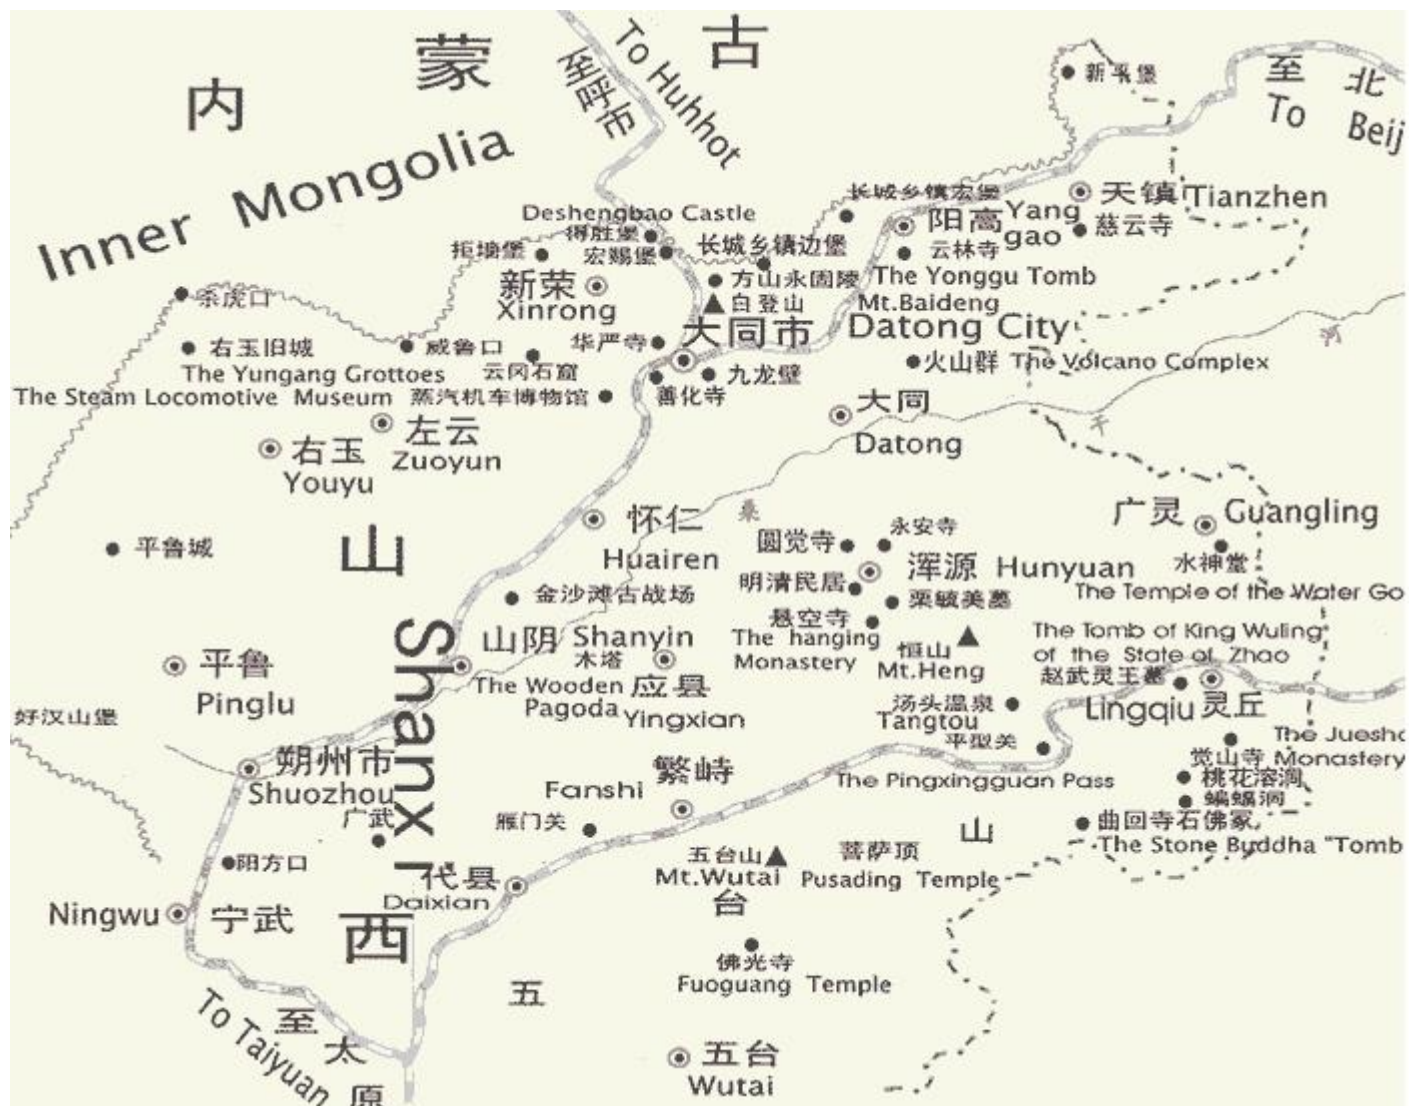 内
蒙
古
Inner Mongolia
至呼市
To Huhhot
新平堡
至 北
To Beij
长城乡镇宏堡
天镇 Tianzhen
Deshengbao Castle
得胜堡
拒墙堡
宏赐堡
长城乡镇边堡
阳高 Yang
gao
慈云寺
云林寺
新荣
Xinrong
方山永固陵 The Yonggu Tomb
白登山 Mt.Baideng
杀虎口
右玉旧城
威鲁口
华严寺
大同市 Datong City
云冈石窟
The Yungang Grottoes
九龙壁
火山群 The Volcano Complex
The Steam Locomotive Museum 蒸汽机车博物馆
善化寺
大同
Datong
左云
Zuoyun
右玉
Youyu
河
干
桑
怀仁
Huairen
广灵 Guangling
水神堂
The Temple of the Water Go
平鲁城
山
圆觉寺
永安寺
浑源 Hunyuan
明清民居
栗毓美墓
悬空寺
The hanging
Monastery
恒山
Mt.Heng
金沙滩古战场
山阴 Shanyin
木塔
The Wooden
Pagoda
应县
Yingxian
The Tomb of King Wuling
of the State of Zhao
赵武灵王墓
Lingqiu 灵丘
平鲁
Pinglu
Shanx r
好汉山堡
汤头温泉
Tangtou
平型关
The Pingxingguan Pass
The Juesho
觉山寺 Monastery
桃花溶洞
蝙蝠洞
曲回寺石佛冢
The Stone Buddha "Tomb
朔州市
Shuozhou
广武
繁峙
Fanshi
雁门关
阳方口
代县
Daixian
五台山
Mt.Wutai
菩萨顶
Pusading Temple
山
台
五
Ningwu 宁武
西
佛光寺
Fuoguang Temple
至太原
To Taiyuan
五台
Wutai